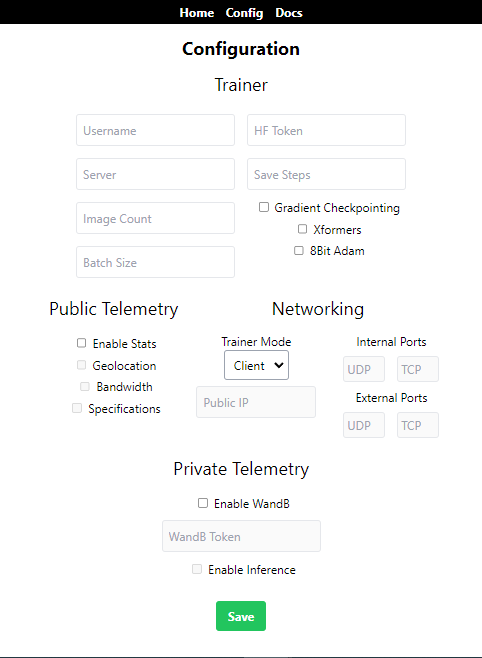 Home Config Docs
Configuration
Trainer
Username HF Token
Server Save Steps
Image Count
Gradient Checkpointing
Xformers
8Bit Adam
Batch Size
Public Telemetry
Enable Stats
Geolocation
Bandwidth
Specifications
Networking
Trainer Mode
Client
Public IP
Internal Ports
UDP TCP
External Ports
UDP TCP
Private Telemetry
Enable WandB
WandB Token
Enable Inference
Save